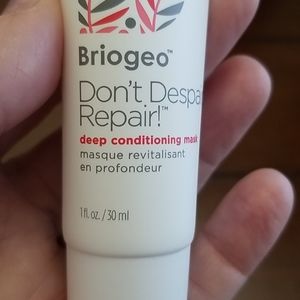 Briogeo™
Don't Despa
Repair!™
deep conditioning mask
masque revitalisant
en profondeur
1 fl. oz. / 30 ml